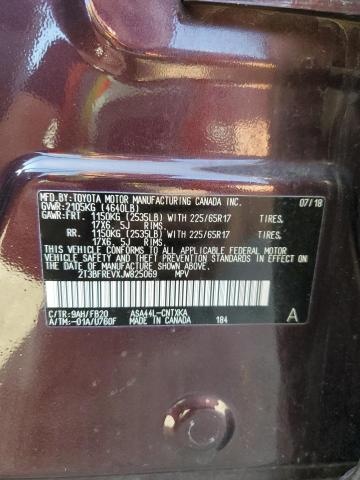 MFD.BY:TOYOTA MOTOR MANUFACTURING CANADA INC. 07/18
GVWR:2105KG (4640LB)
GAWR:FRT. 1150KG (2535LB) WITH 225/65R17 TIRES,
17X6.5J RIMS.
RR. 1150KG (2535LB) WITH 225/65R17 TIRES,
17X6.5J RIMS.
THIS VEHICLE CONFORMS TO ALL APPLICABLE FEDERAL MOTOR
VEHICLE SAFETY AND BUMPER STANDARDS IN EFFECT ON THE DATE
OF MANUFACTURE SHOWN ABOVE.
2T3BFREVXJW825069 MPV
C/TR:9AH/FB20 ASA44L-CNTXKA A
A/TM:-01A/U760F MADE IN CANADA 184